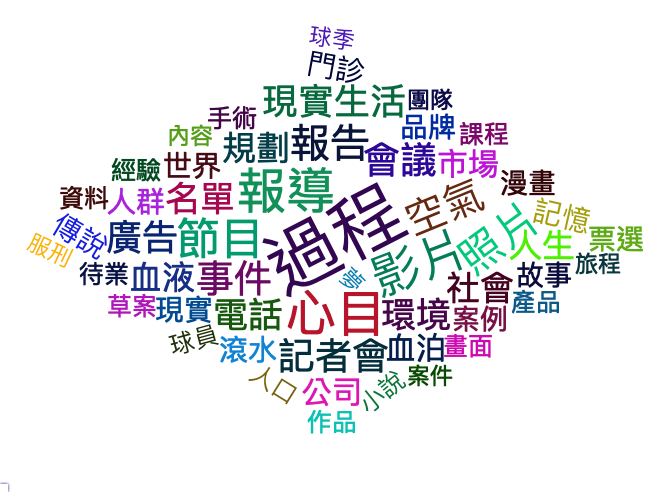 球季
門診
現實生活
團隊
手術
品牌
課程
內容
規劃
報告
會議
市場
經驗
世界
報導
漫畫
資料
人群
名單
過程
空氣
記憶
傳說
廣告
節目
影片
照片
人生
票選
服刊
待業
血液
事件
夢
社會
故事
旅程
草案
現實
電話
心目
環境
案例
產品
球員
滾水
記者會
血泊
畫面
人口
公司
小說
案件
作品